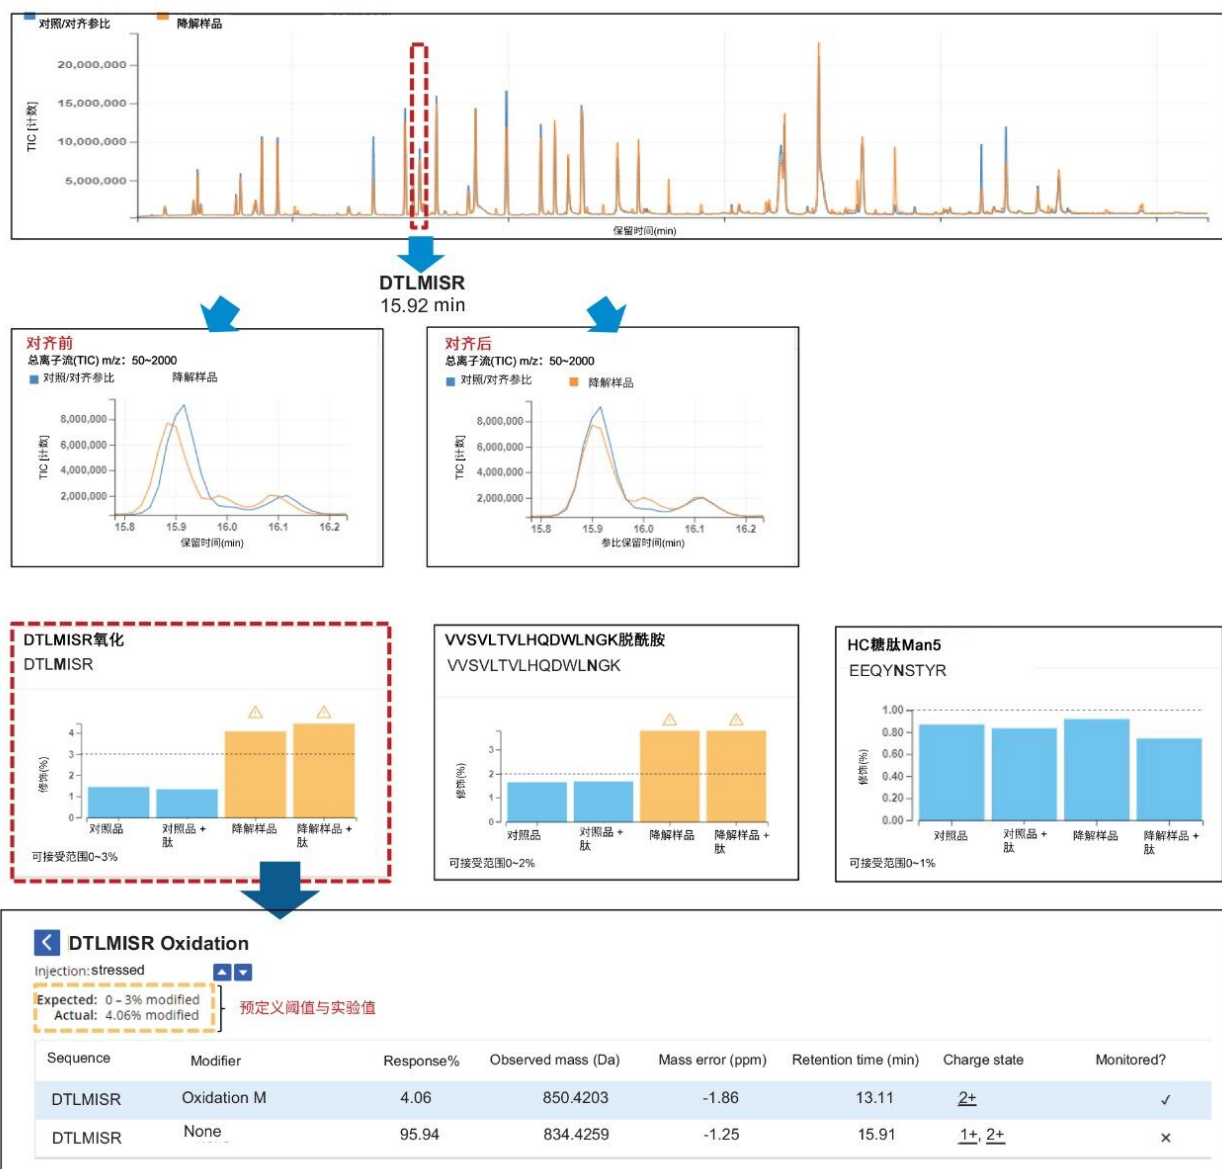 对照/对齐参比
降解样品
TIC [计数]
20,000,000
15,000,000
10,000,000
5,000,000
保留时间(min)
DTLMISR
15.92 min
对齐前
总离子流(TIC) m/z：50~2000
对照/对齐参比
降解样品
TIC [计数]
8,000,000
6,000,000
4,000,000
2,000,000
15.8
15.9
16.0
16.1
16.2
保留时间(min)
对齐后
总离子流(TIC) m/z：50~2000
对照/对齐参比
降解样品
TIC [计数]
8,000,000
6,000,000
4,000,000
2,000,000
15.8
15.9
16.0
16.1
16.2
参比保留时间(min)
DTLMISR氧化
DTLMISR
修饰(%)
4
3
2
1
0
对照品
对照品 +
肽
降解样品
降解样品 +
肽
可接受范围0~3%
VVSVLTVLHQDWLNGK脱酰胺
VVSVLTVLHQDWLNGK
修饰(%)
3
2
1
0
对照品
对照品 +
肽
降解样品
降解样品 +
肽
可接受范围0~2%
HC糖肽Man5
EEQYNSTYR
修饰(%)
1.00
0.80
0.60
0.40
0.20
0.00
对照品
对照品 +
肽
降解样品
降解样品 +
肽
可接受范围0~1%
DTLMISR Oxidation
Injection: stressed
Expected: 0 – 3% modified
Actual: 4.06% modified
预定义阈值与实验值
Sequence Modifier Response% Observed mass (Da) Mass error (ppm) Retention time (min) Charge state Monitored?
DTLMISR Oxidation M 4.06 850.4203 -1.86 13.11 2+ ✓
DTLMISR None 95.94 834.4259 -1.25 15.91 1+, 2+ ×